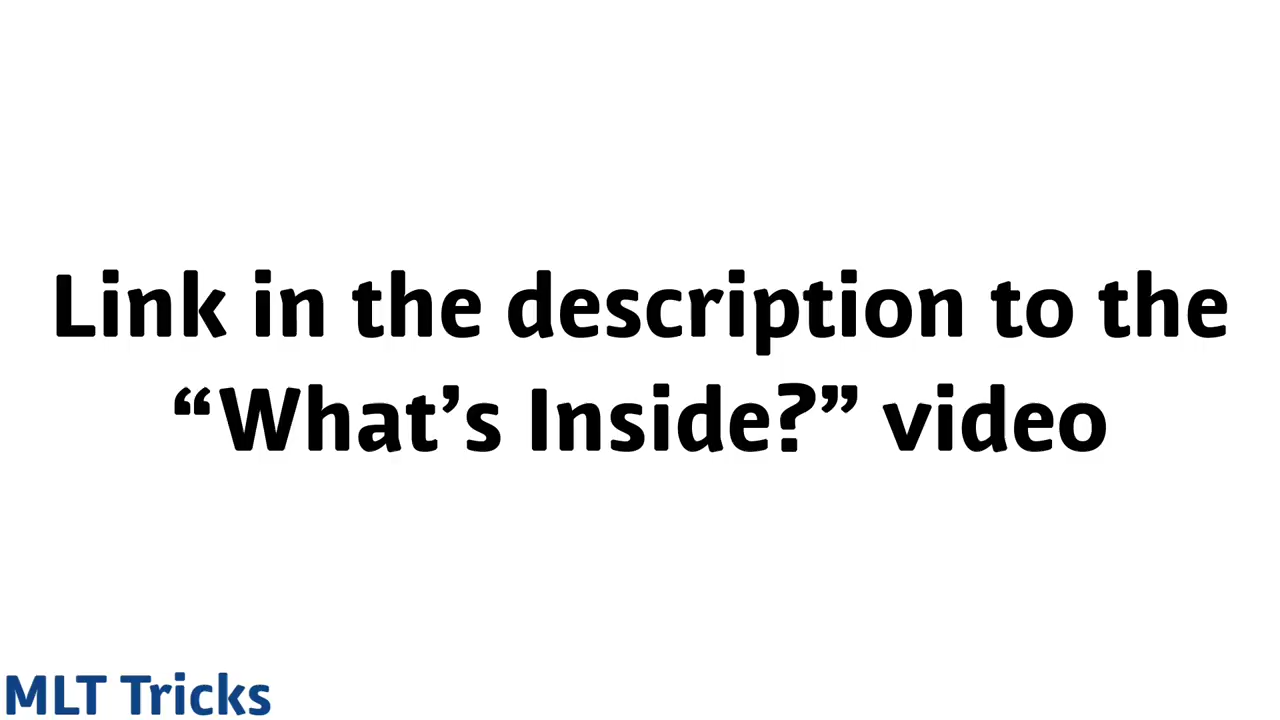 Link in the description to the
“What’s Inside?” video
MLT Tricks